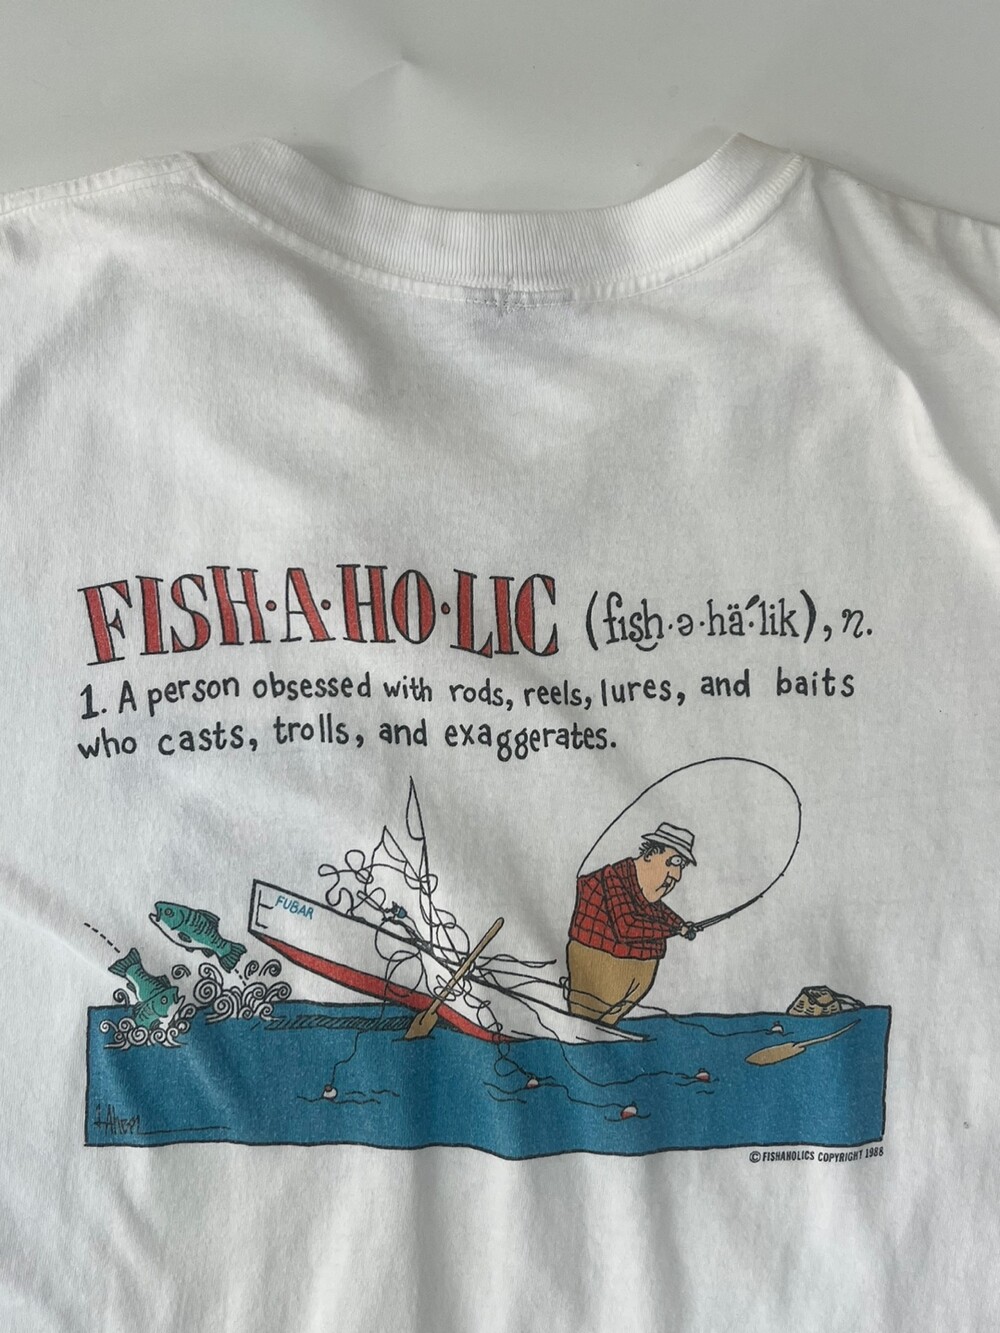 FISH·A·HO·LIC (fish·ə·hä´·lik), n.
1. A person obsessed with rods, reels, lures, and baits
who casts, trolls, and exaggerates.
FUBAR
© FISHAHOLICS COPYRIGHT 1988